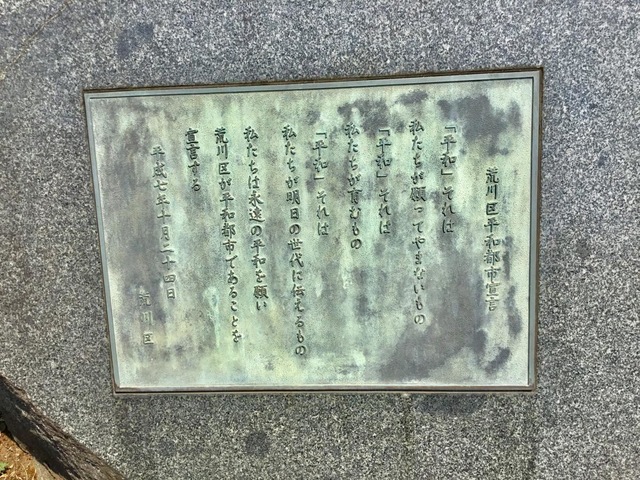 荒川区平和都市宣言
「平和」それは
私たちが願ってやまないもの
「平和」それは
私たちが育むもの
「平和」それは
私たちが明日の世代に伝えるもの
私たちは永遠の平和を願い
荒川区が平和都市であることを
宣言する
平成七年十月二十四日
荒川区